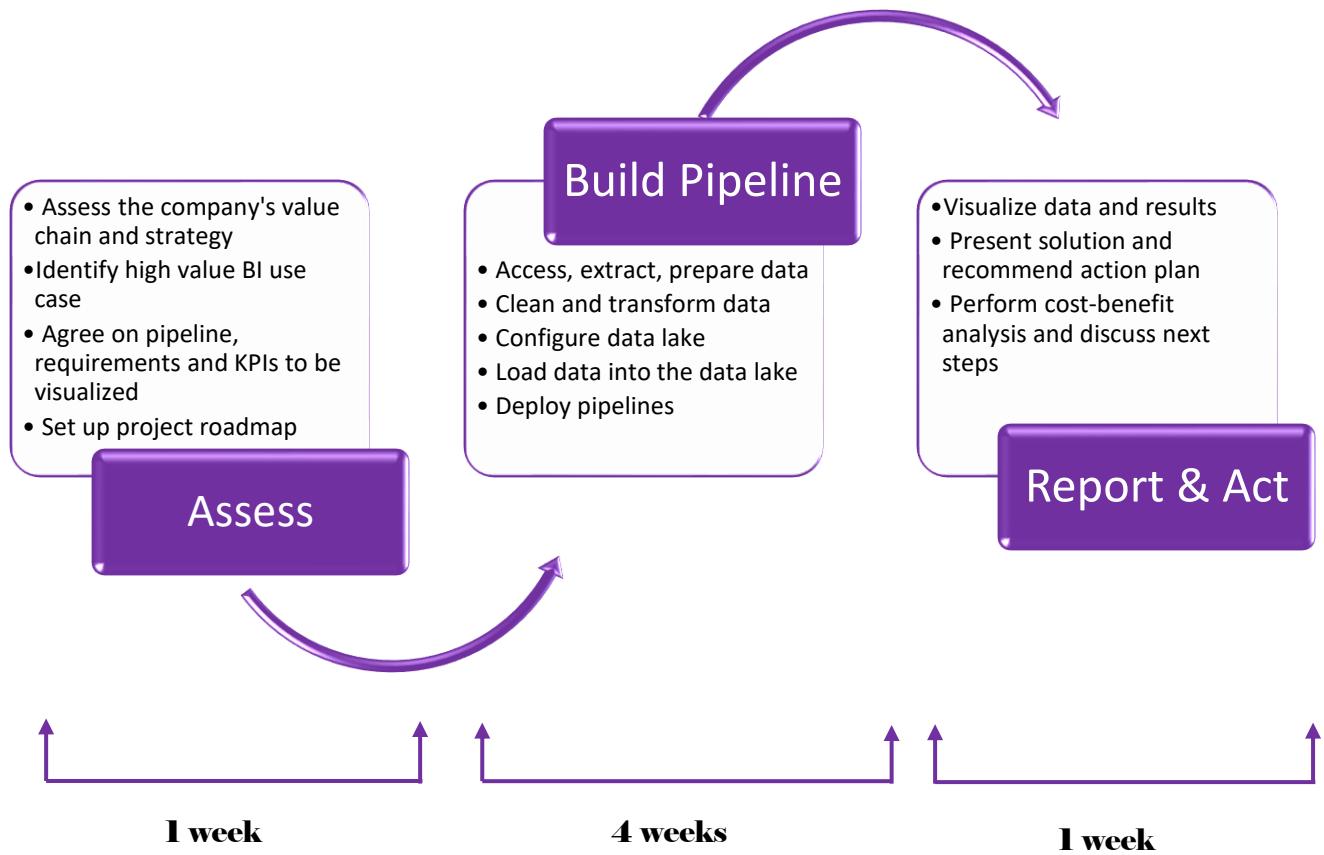 • Assess the company's value
chain and strategy
•Identify high value BI use
case
• Agree on pipeline,
requirements and KPIs to be
visualized
• Set up project roadmap
Assess
Build Pipeline
• Access, extract, prepare data
• Clean and transform data
• Configure data lake
• Load data into the data lake
• Deploy pipelines
•Visualize data and results
• Present solution and
recommend action plan
• Perform cost-benefit
analysis and discuss next
steps
Report & Act
1 week
4 weeks
1 week